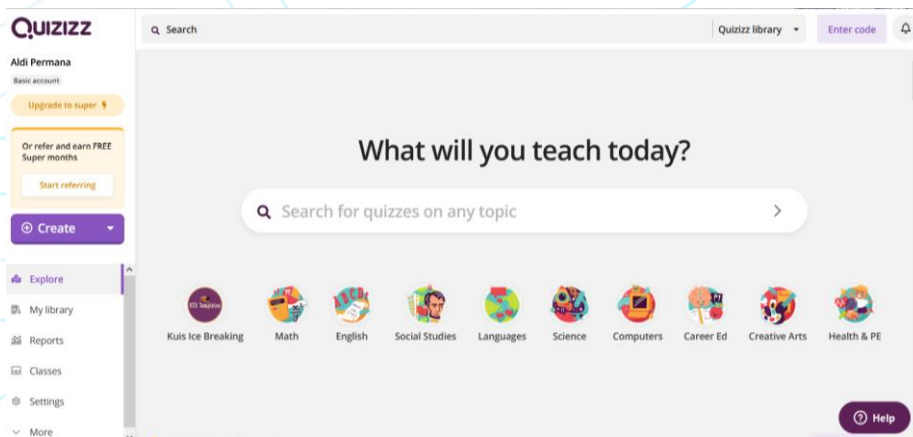 QUIZIZZ
Aldi Permana
Basic account
Upgrade to super
Or refer and earn FREE
Super months
Start referring
Create
Explore
My library
Reports
Classes
Settings
More
Search
Quizizz library
Enter code
What will you teach today?
Search for quizzes on any topic
Kuis Ice Breaking
Math
English
Social Studies
Languages
Science
Computers
Career Ed
Creative Arts
Health & PE
Help